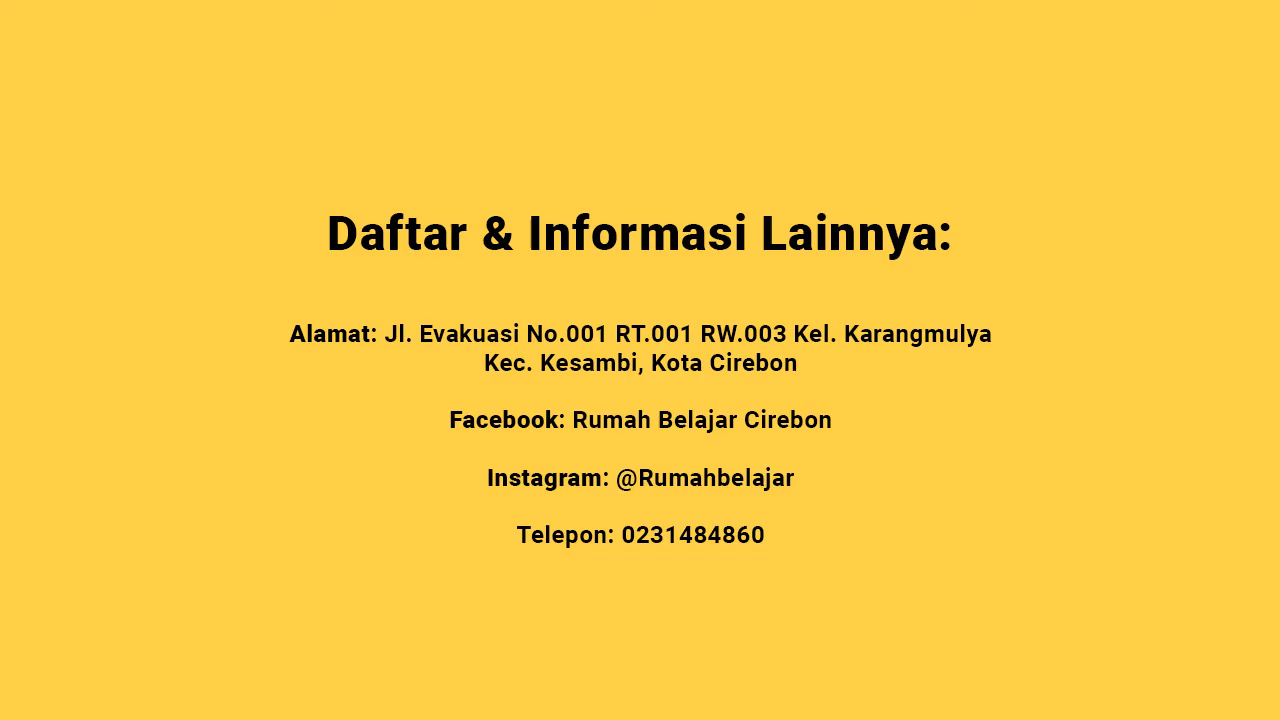 Daftar & Informasi Lainnya:
Alamat: Jl. Evakuasi No.001 RT.001 RW.003 Kel. Karangmulya
Kec. Kesambi, Kota Cirebon
Facebook: Rumah Belajar Cirebon
Instagram: @Rumahbelajar
Telepon: 0231484860